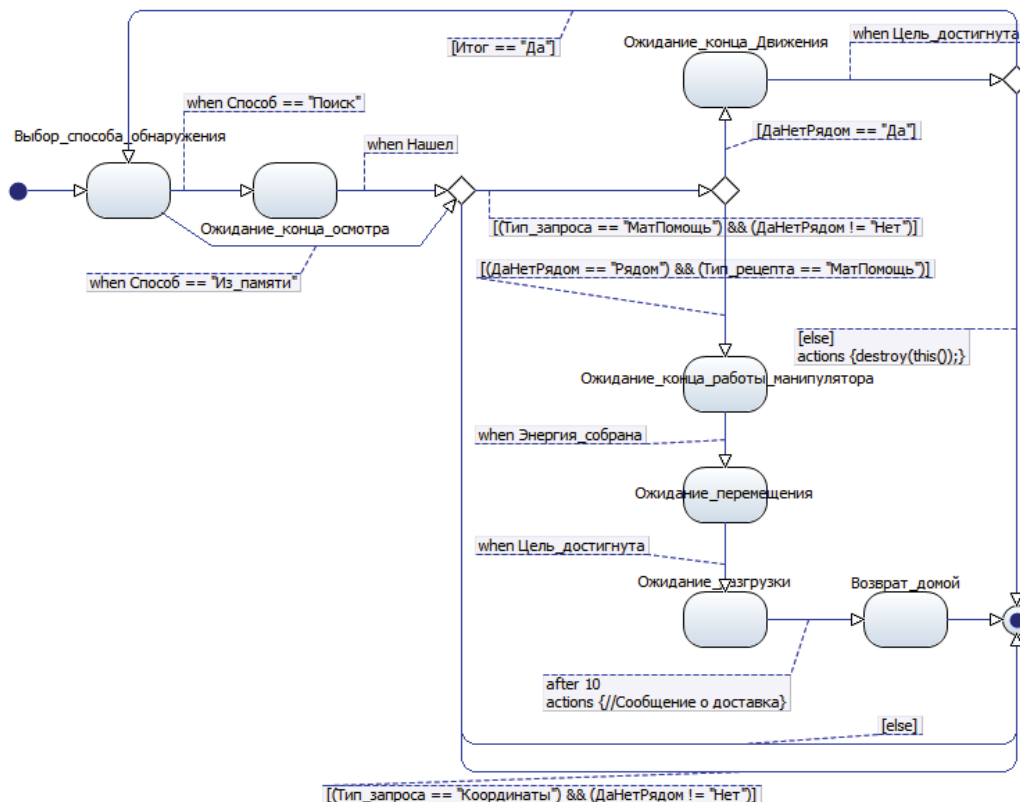 [Итог == "Да"]
Ожидание_конца_Движения
when Цель_достигнута
when Способ == "Поиск"
Выбор_способа_обнаружения
when Нашел
[ДаНетРядом == "Да"]
Ожидание_конца_осмотра
[(Тип_запроса == "МатПомощь") && (ДаНетРядом != "Нет")]
when Способ == "Из_памяти"
[(ДаНетРядом == "Рядом") && (Тип_рецепта == "МатПомощь")]
[else]
actions {destroy(this());}
Ожидание_конца_работы_манипулятора
when Энергия_собрана
Ожидание_перемещения
when Цель_достигнута
Ожидание_разгрузки
Возврат_домой
after 10
actions {//Сообщение о доставка}
[else]
[(Тип_запроса == "Координаты") && (ДаНетРядом != "Нет")]